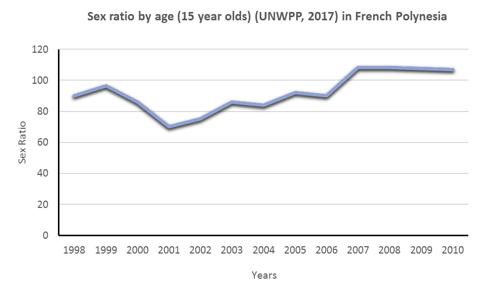 Sex ratio by age (15 year olds) (UNWPP, 2017) in French Polynesia
120
100
80
60
40
20
0
Sex Ratio
1998 1999 2000 2001 2002 2003 2004 2005 2006 2007 2008 2009 2010
Years